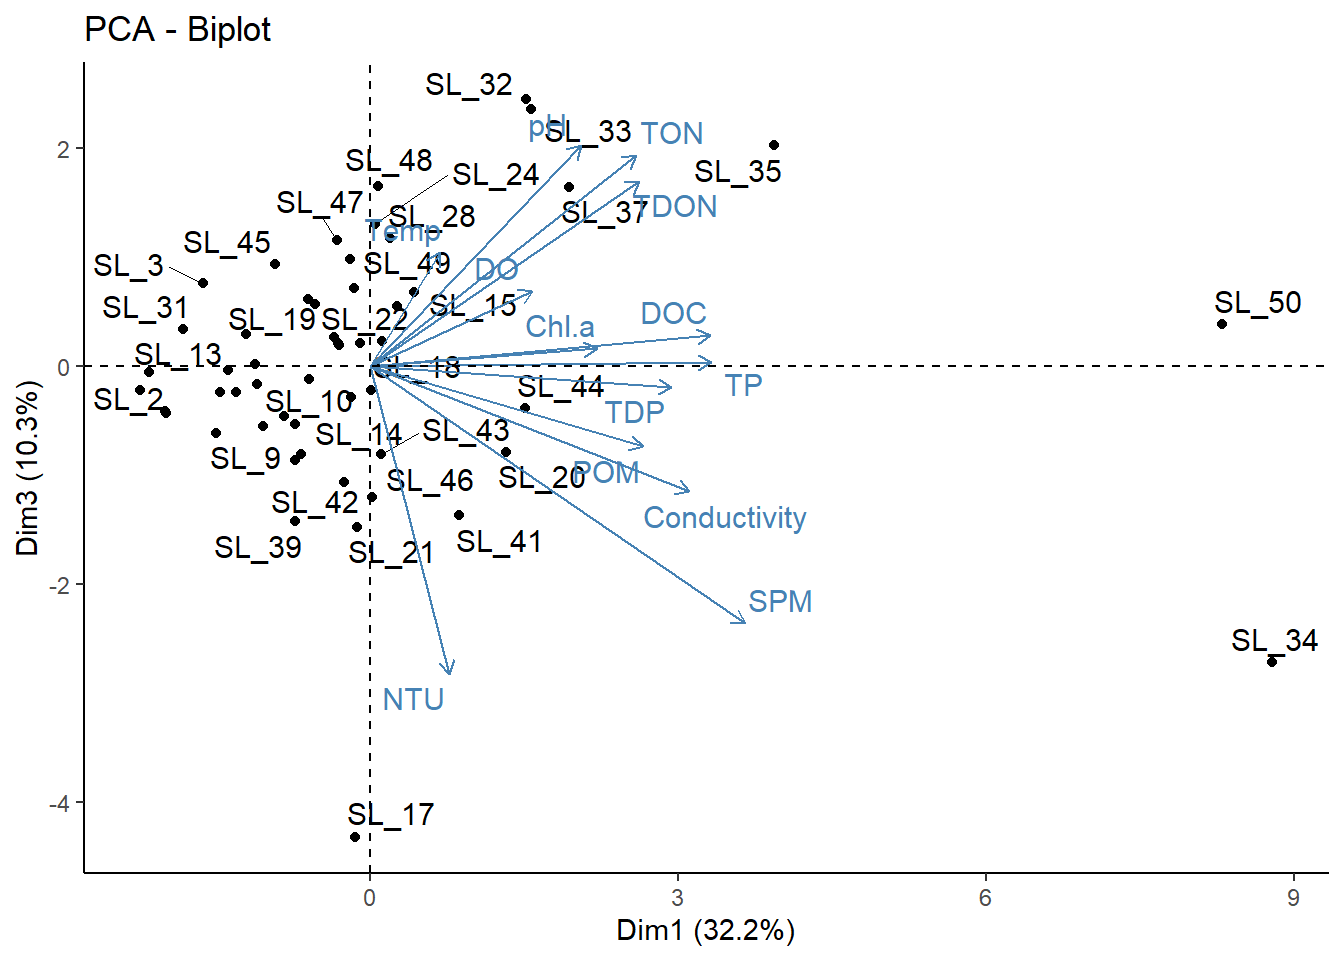 PCA - Biplot
SL_32
pH
SL_33
TON
SL_48
SL_24
SL_35
SL_47
SL_28
SL_37
TDON
Temp
SL_45
SL_3
SL_49
DO
SL_31
SL_19
SL_22
SL_15
Chl.a
DOC
SL_50
SL_13
SL_18
TP
SL_2
SL_10
SL_44
TDP
SL_14
SL_43
SL_9
SL_46
SL_20
POM
SL_42
Conductivity
SL_39
SL_21
SL_41
SPM
SL_34
NTU
SL_17
2
0
-2
-4
Dim3 (10.3%)
0
3
6
9
Dim1 (32.2%)